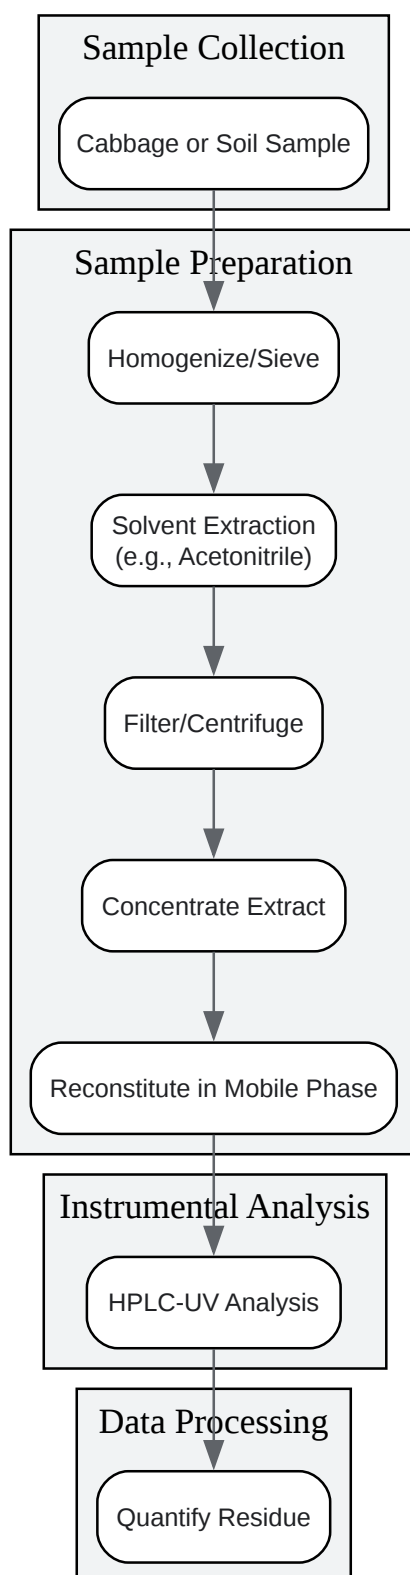 Sample Collection
Cabbage or Soil Sample
Sample Preparation
Homogenize/Sieve
Solvent Extraction
(e.g., Acetonitrile)
Filter/Centrifuge
Concentrate Extract
Reconstitute in Mobile Phase
Instrumental Analysis
HPLC-UV Analysis
Data Processing
Quantify Residue